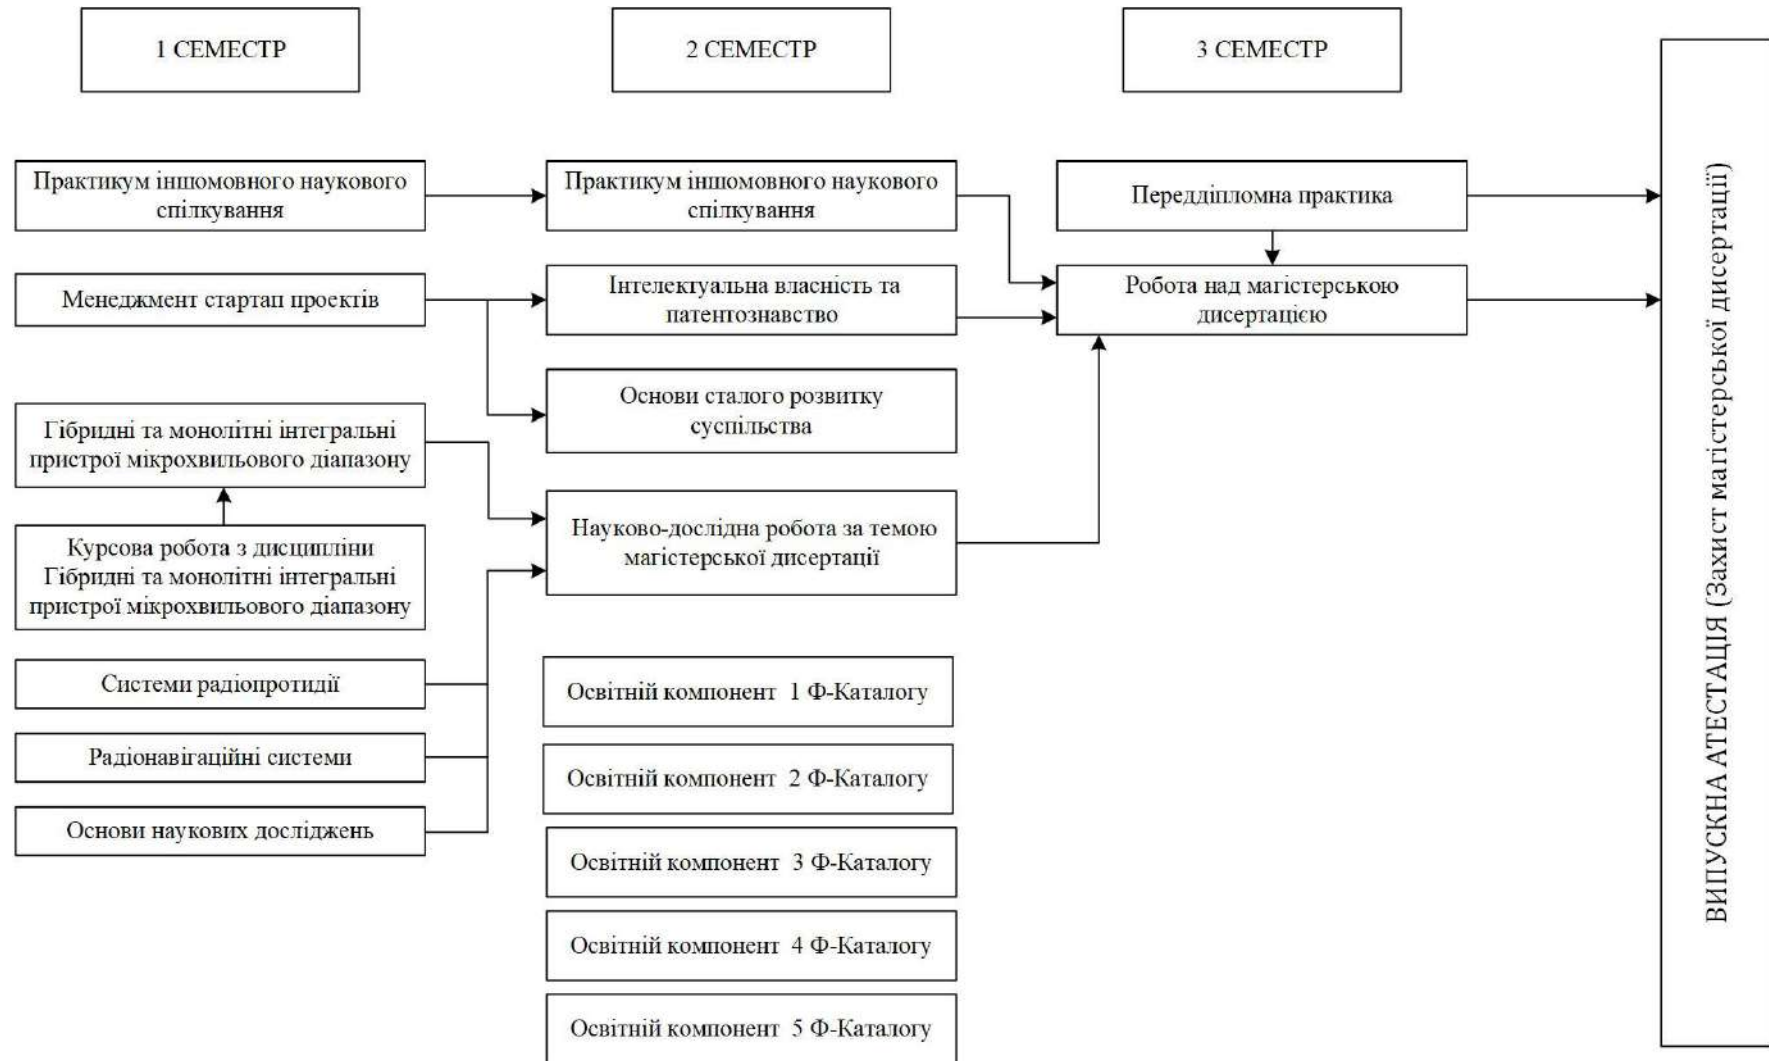 1 СЕМЕСТР
2 СЕМЕСТР
3 СЕМЕСТР
Практикум іншомовного наукового
спілкування
Менеджмент стартап проектів
Гібридні та монолітні інтегральні
пристрої мікрохвильового діапазону
Курсова робота з дисципліни
Гібридні та монолітні інтегральні
пристрої мікрохвильового діапазону
Системи радіопротидії
Радіонавігаційні системи
Основи наукових досліджень
Практикум іншомовного наукового
спілкування
Інтелектуальна власність та
патентознавство
Основи сталого розвитку
суспільства
Науково-дослідна робота за темою
магістерської дисертації
Освітній компонент 1 Ф-Каталогу
Освітній компонент 2 Ф-Каталогу
Освітній компонент 3 Ф-Каталогу
Освітній компонент 4 Ф-Каталогу
Освітній компонент 5 Ф-Каталогу
Переддіпломна практика
Робота над магістерською
дисертацією
ВИПУСКНА АТЕСТАЦІЯ (Захист магістерської дисертації)